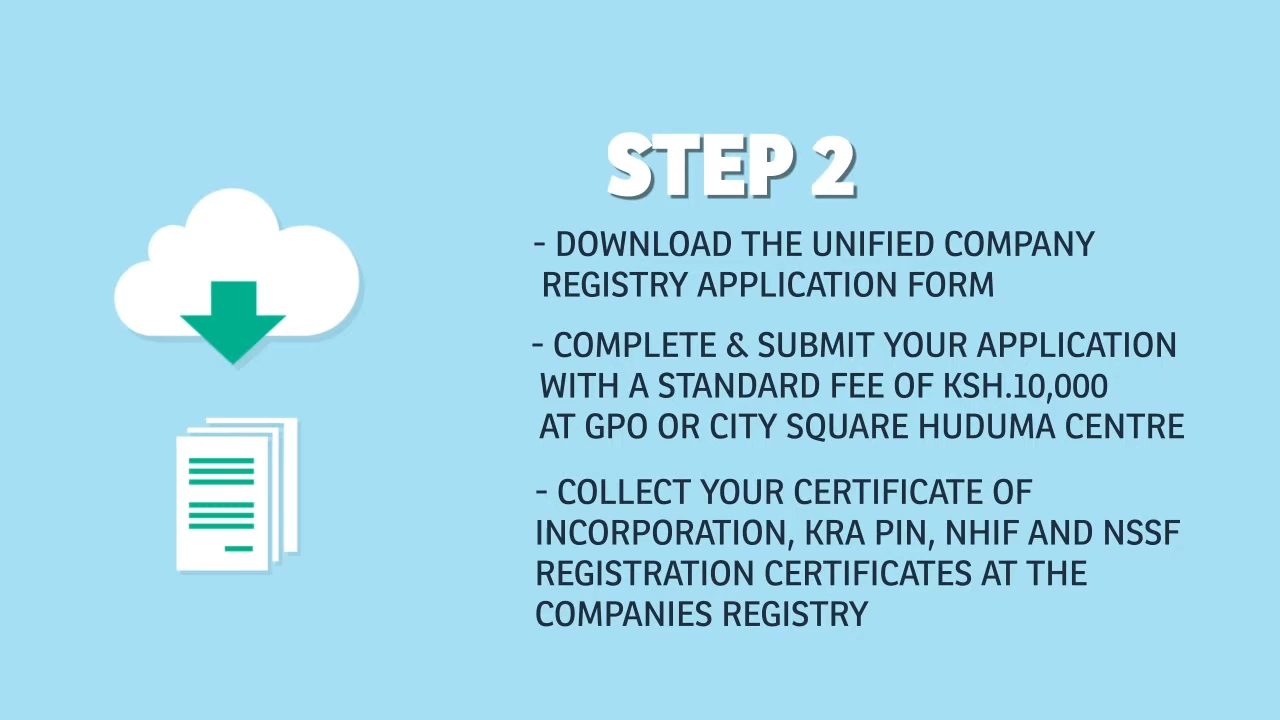 STEP 2
- DOWNLOAD THE UNIFIED COMPANY
REGISTRY APPLICATION FORM
- COMPLETE & SUBMIT YOUR APPLICATION
WITH A STANDARD FEE OF KSH.10,000
AT GPO OR CITY SQUARE HUDUMA CENTRE
- COLLECT YOUR CERTIFICATE OF
INCORPORATION, KRA PIN, NHIF AND NSSF
REGISTRATION CERTIFICATES AT THE
COMPANIES REGISTRY